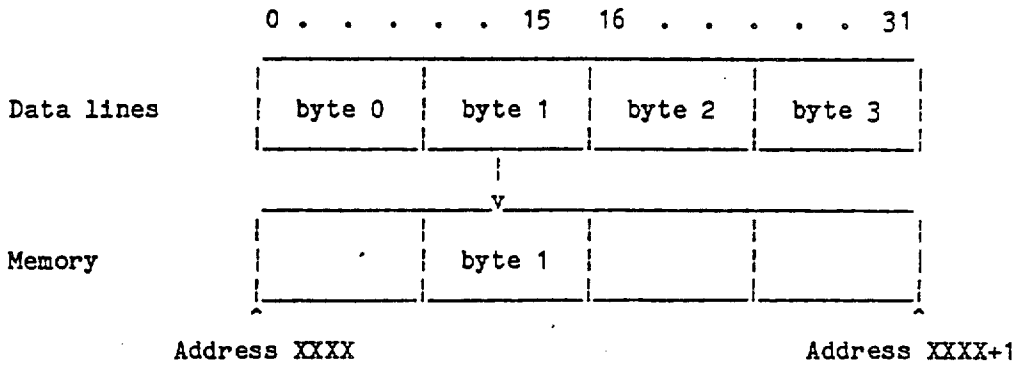 0 . . . . . 15 16 . . . . . 31
Data lines byte 0 byte 1 byte 2 byte 3
v
Memory byte 1
^ ^
Address XXXX Address XXXX+1